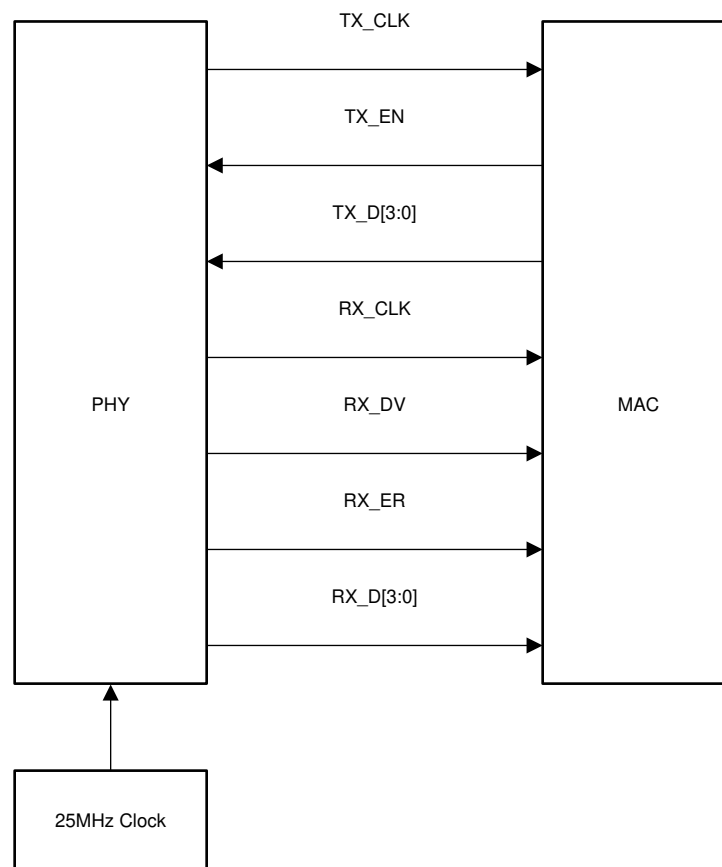 TX_CLK
TX_EN
TX_D[3:0]
RX_CLK
PHY
RX_DV
MAC
RX_ER
RX_D[3:0]
25MHz Clock